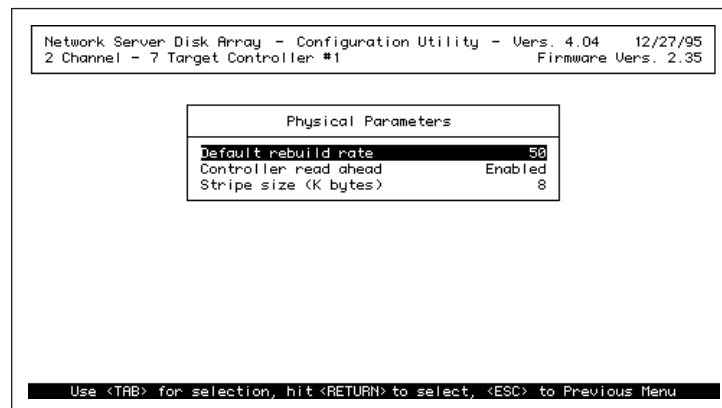 Network Server Disk Array - Configuration Utility - Vers. 4.04 12/27/95
2 Channel - 7 Target Controller #1 Firmware Vers. 2.35
Physical Parameters
Default rebuild rate 50
Controller read ahead Enabled
Stripe size (K bytes) 8
Use <TAB> for selection, hit <RETURN> to select, <ESC> to Previous Menu